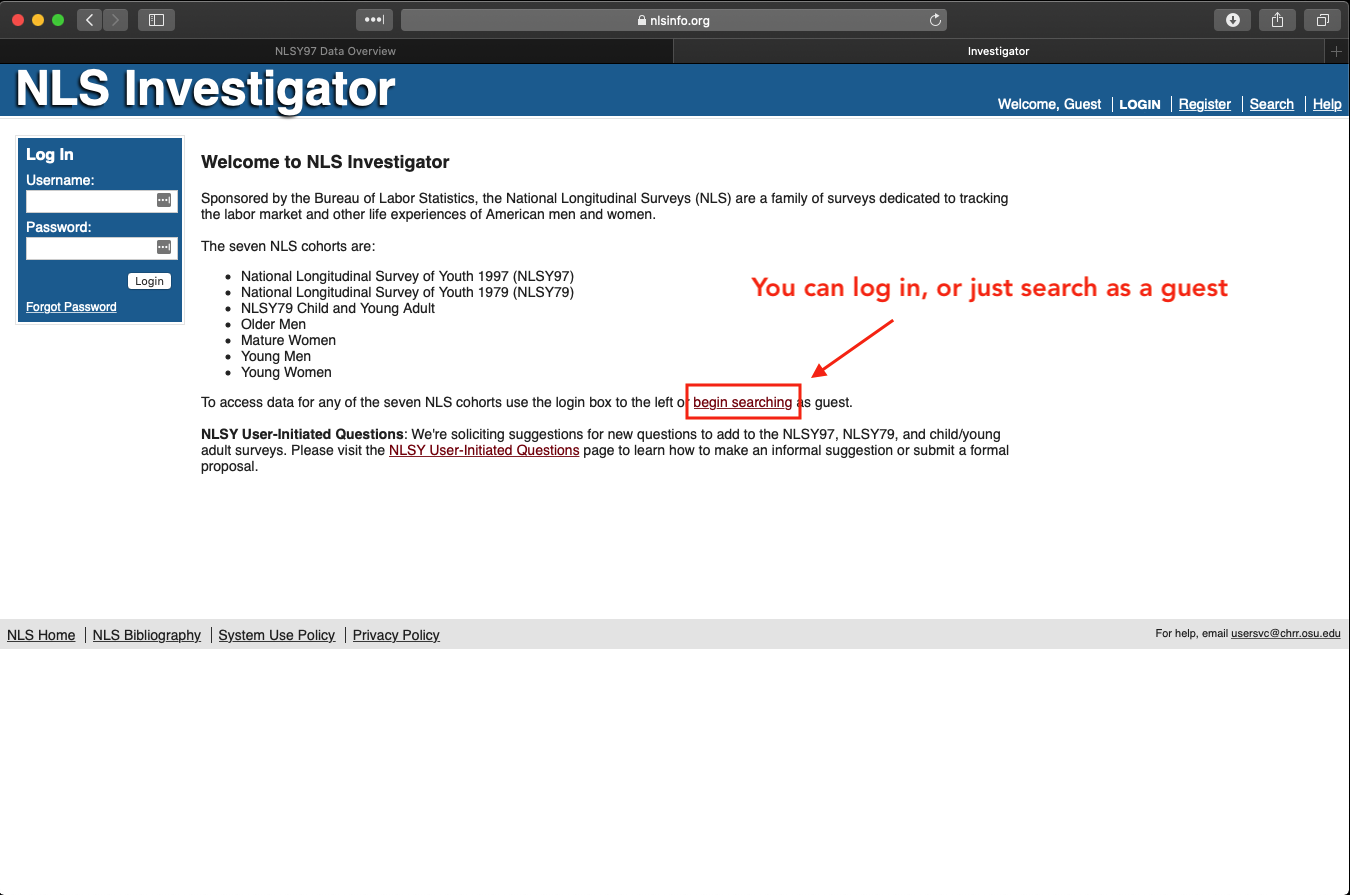 nlsinfo.org
NLSY97 Data Overview
Investigator
NLS Investigator
Welcome, Guest LOGIN Register Search Help
Log In
Username:
Password:
Login
Forgot Password
Welcome to NLS Investigator
Sponsored by the Bureau of Labor Statistics, the National Longitudinal Surveys (NLS) are a family of surveys dedicated to tracking
the labor market and other life experiences of American men and women.
The seven NLS cohorts are:
• National Longitudinal Survey of Youth 1997 (NLSY97)
• National Longitudinal Survey of Youth 1979 (NLSY79)
• NLSY79 Child and Young Adult
• Older Men
• Mature Women
• Young Men
• Young Women
You can log in, or just search as a guest
To access data for any of the seven NLS cohorts use the login box to the left or begin searching as guest.
NLSY User-Initiated Questions: We're soliciting suggestions for new questions to add to the NLSY97, NLSY79, and child/young
adult surveys. Please visit the NLSY User-Initiated Questions page to learn how to make an informal suggestion or submit a formal
proposal.
NLS Home NLS Bibliography System Use Policy Privacy Policy
For help, email usersvc@chrr.osu.edu